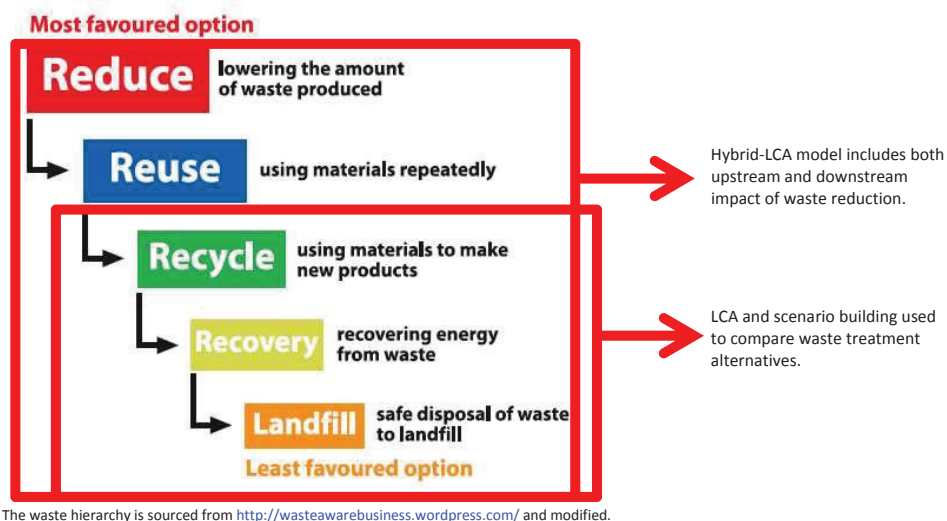 Most favoured option
Reduce
lowering the amount
of waste produced
Reuse
using materials repeatedly
Hybrid-LCA model includes both
upstream and downstream
impact of waste reduction.
Recycle
using materials to make
new products
LCA and scenario building used
to compare waste treatment
alternatives.
Recovery
recovering energy
from waste
Landfill
safe disposal of waste
to landfill
Least favoured option
The waste hierarchy is sourced from http://wasteawarebusiness.wordpress.com/ and modified.